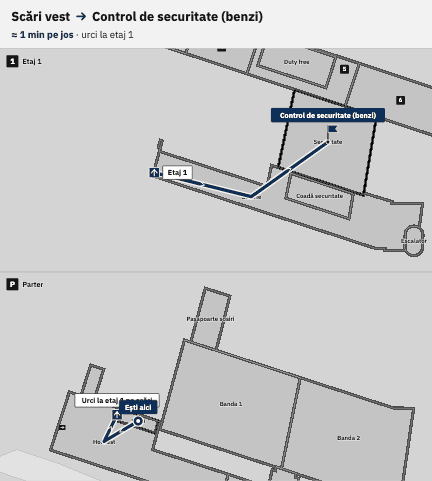 Scări vest → Control de securitate (benzi)
≈ 1 min pe jos · urci la etaj 1
1 Etaj 1
Duty free
5
6
Control de securitate (benzi)
Etaj 1
Coadă securitate
Escalator
P Parter
Pașapoarte sosiri
Urci la etaj 1
Ești aici
Banda 1
Banda 2